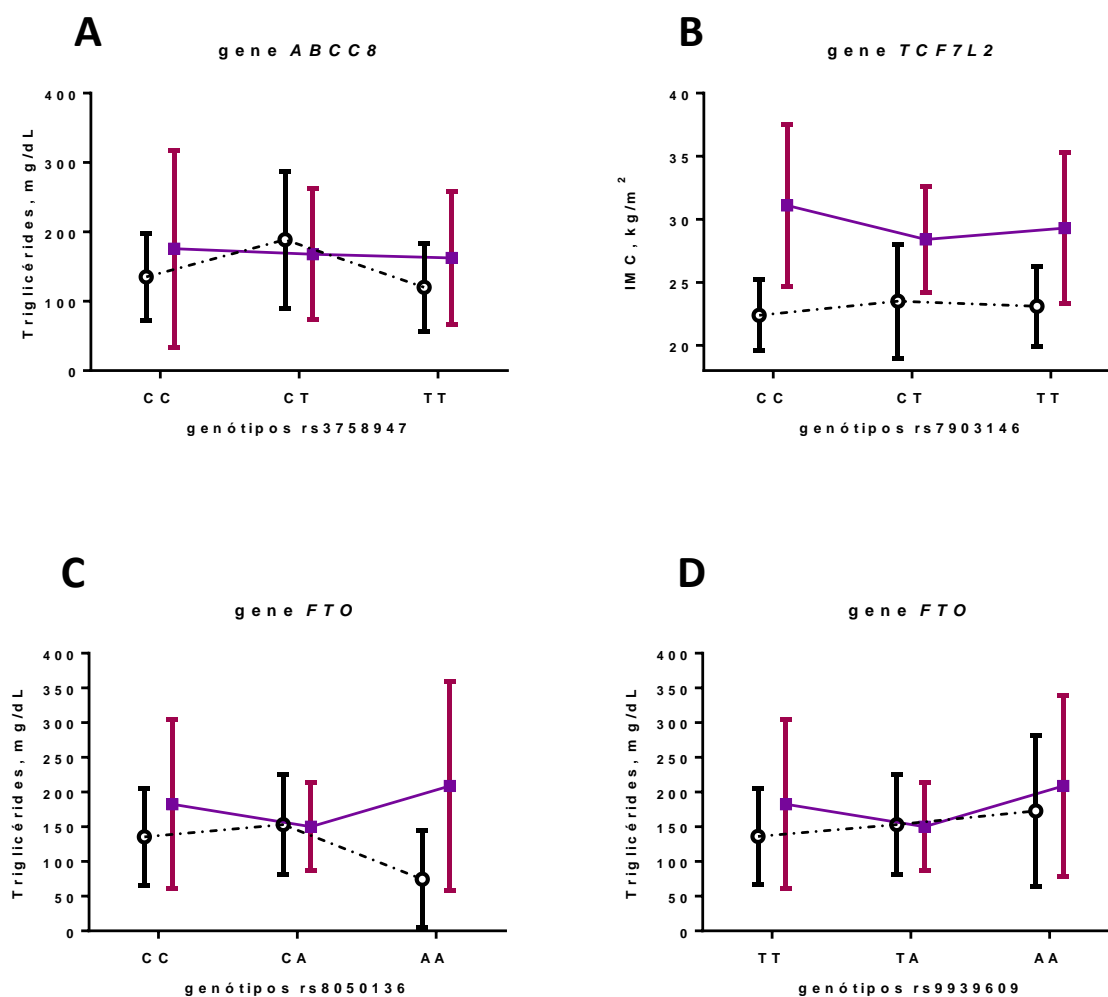 A
gene ABCC8
Triglicérides, mg/dL
400
300
200
100
0
CC CT TT
genótipos rs3758947
B
gene TCF7L2
IMC, kg/m²
40
35
30
25
20
CC CT TT
genótipos rs7903146
C
gene FTO
Triglicérides, mg/dL
400
350
300
250
200
150
100
50
0
CC CA AA
genótipos rs8050136
D
gene FTO
Triglicérides, mg/dL
400
350
300
250
200
150
100
50
0
TT TA AA
genótipos rs9939609